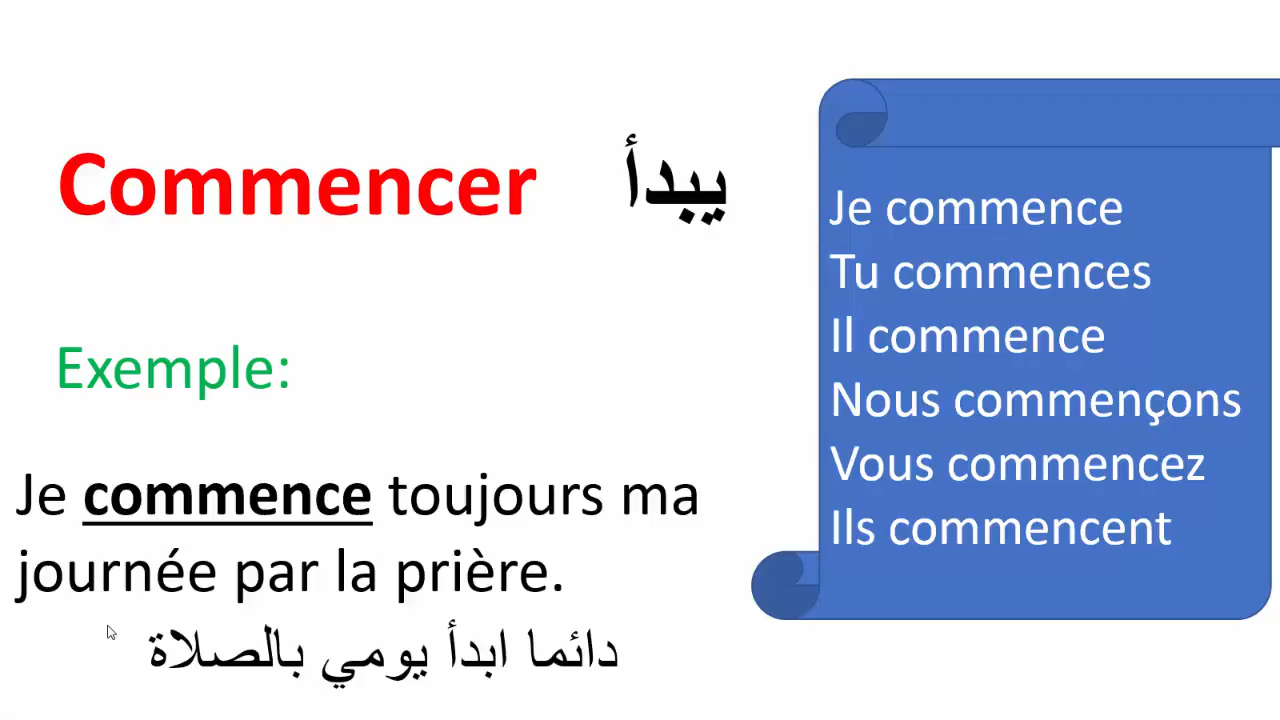 Commencer يبدأ
Exemple:
Je commence toujours ma
journée par la prière.
دائما ابدأ يومي بالصلاة
Je commence
Tu commences
Il commence
Nous commençons
Vous commencez
Ils commencent